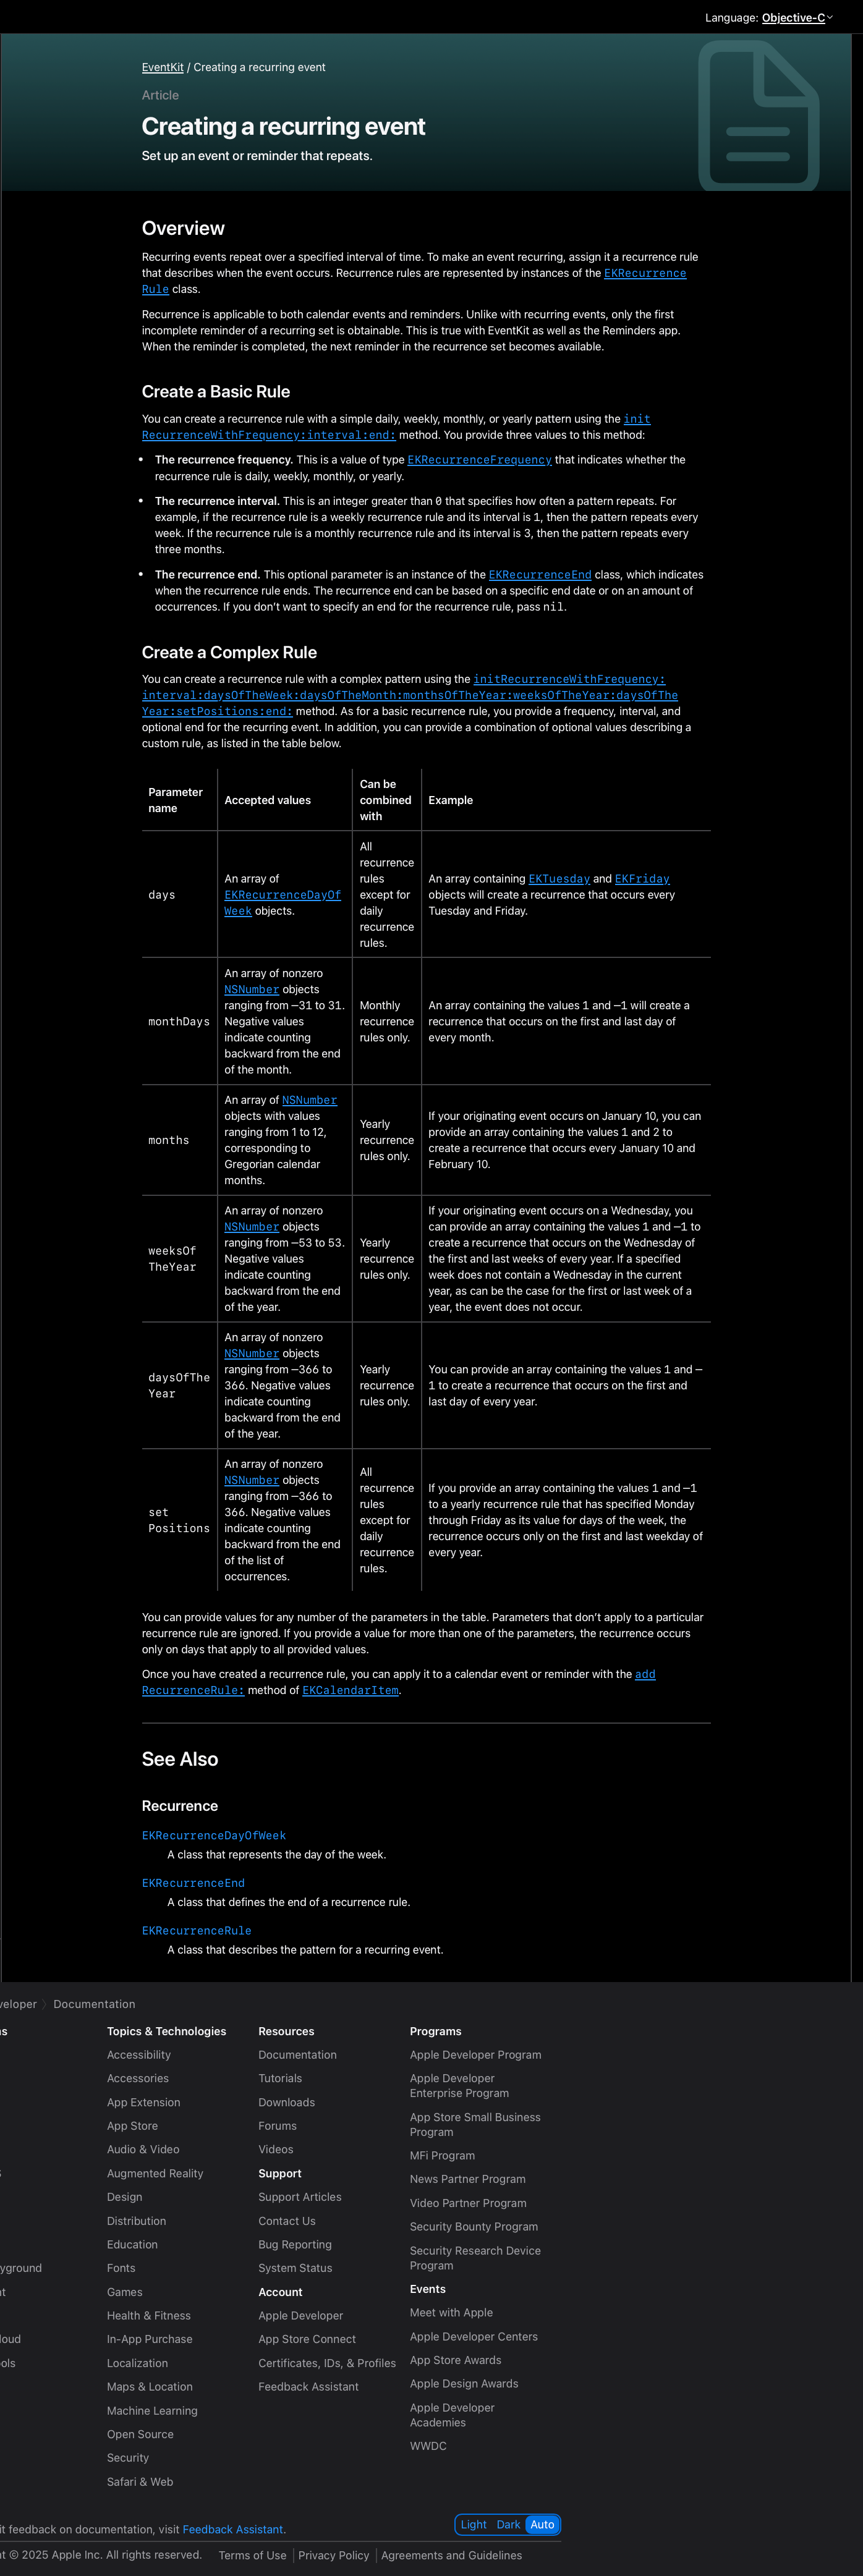 Language: Objective-C
EventKit / Creating a recurring event
Article
Creating a recurring event
Set up an event or reminder that repeats.
Overview
Recurring events repeat over a specified interval of time. To make an event recurring, assign it a recurrence rule
that describes when the event occurs. Recurrence rules are represented by instances of the EKRecurrence
Rule class.
Recurrence is applicable to both calendar events and reminders. Unlike with recurring events, only the first
incomplete reminder of a recurring set is obtainable. This is true with EventKit as well as the Reminders app.
When the reminder is completed, the next reminder in the recurrence set becomes available.
Create a Basic Rule
You can create a recurrence rule with a simple daily, weekly, monthly, or yearly pattern using the init
RecurrenceWithFrequency:interval:end: method. You provide three values to this method:
• The recurrence frequency. This is a value of type EKRecurrenceFrequency that indicates whether the
recurrence rule is daily, weekly, monthly, or yearly.
• The recurrence interval. This is an integer greater than 0 that specifies how often a pattern repeats. For
example, if the recurrence rule is a weekly recurrence rule and its interval is 1, then the pattern repeats every
week. If the recurrence rule is a monthly recurrence rule and its interval is 3, then the pattern repeats every
three months.
• The recurrence end. This optional parameter is an instance of the EKRecurrenceEnd class, which indicates
when the recurrence rule ends. The recurrence end can be based on a specific end date or on an amount of
occurrences. If you don’t want to specify an end for the recurrence rule, pass nil.
Create a Complex Rule
You can create a recurrence rule with a complex pattern using the initRecurrenceWithFrequency:
interval:daysOfTheWeek:daysOfTheMonth:monthsOfTheYear:weeksOfTheYear:daysOfThe
Year:setPositions:end: method. As for a basic recurrence rule, you provide a frequency, interval, and
optional end for the recurring event. In addition, you can provide a combination of optional values describing a
custom rule, as listed in the table below.
Parameter
name
Accepted values
Can be
combined
with
Example
days
An array of
EKRecurrenceDayOf
Week objects.
All
recurrence
rules
except for
daily
recurrence
rules.
An array containing EKTuesday and EKFriday
objects will create a recurrence that occurs every
Tuesday and Friday.
monthDays
An array of nonzero
NSNumber objects
ranging from –31 to 31.
Negative values
indicate counting
backward from the end
of the month.
Monthly
recurrence
rules only.
An array containing the values 1 and –1 will create a
recurrence that occurs on the first and last day of
every month.
months
An array of NSNumber
objects with values
ranging from 1 to 12,
corresponding to
Gregorian calendar
months.
Yearly
recurrence
rules only.
If your originating event occurs on January 10, you can
provide an array containing the values 1 and 2 to
create a recurrence that occurs every January 10 and
February 10.
weeksOf
TheYear
An array of nonzero
NSNumber objects
ranging from –53 to 53.
Negative values
indicate counting
backward from the end
of the year.
Yearly
recurrence
rules only.
If your originating event occurs on a Wednesday, you
can provide an array containing the values 1 and –1 to
create a recurrence that occurs on the Wednesday of
the first and last weeks of every year. If a specified
week does not contain a Wednesday in the current
year, as can be the case for the first or last week of a
year, the event does not occur.
daysOfThe
Year
An array of nonzero
NSNumber objects
ranging from –366 to
366. Negative values
indicate counting
backward from the end
of the year.
Yearly
recurrence
rules only.
You can provide an array containing the values 1 and –
1 to create a recurrence that occurs on the first and
last day of every year.
set
Positions
An array of nonzero
NSNumber objects
ranging from –366 to
366. Negative values
indicate counting
backward from the end
of the list of
occurrences.
All
recurrence
rules
except for
daily
recurrence
rules.
If you provide an array containing the values 1 and –1
to a yearly recurrence rule that has specified Monday
through Friday as its value for days of the week, the
recurrence occurs only on the first and last weekday of
every year.
You can provide values for any number of the parameters in the table. Parameters that don’t apply to a particular
recurrence rule are ignored. If you provide a value for more than one of the parameters, the recurrence occurs
only on days that apply to all provided values.
Once you have created a recurrence rule, you can apply it to a calendar event or reminder with the add
RecurrenceRule: method of EKCalendarItem.
See Also
Recurrence
EKRecurrenceDayOfWeek
A class that represents the day of the week.
EKRecurrenceEnd
A class that defines the end of a recurrence rule.
EKRecurrenceRule
A class that describes the pattern for a recurring event.
veloper Documentation
s
S
yground
nt
loud
ols
Topics & Technologies
Accessibility
Accessories
App Extension
App Store
Audio & Video
Augmented Reality
Design
Distribution
Education
Fonts
Games
Health & Fitness
In-App Purchase
Localization
Maps & Location
Machine Learning
Open Source
Security
Safari & Web
Resources
Documentation
Tutorials
Downloads
Forums
Videos
Support
Support Articles
Contact Us
Bug Reporting
System Status
Account
Apple Developer
App Store Connect
Certificates, IDs, & Profiles
Feedback Assistant
Programs
Apple Developer Program
Apple Developer
Enterprise Program
App Store Small Business
Program
MFi Program
News Partner Program
Video Partner Program
Security Bounty Program
Security Research Device
Program
Events
Meet with Apple
Apple Developer Centers
App Store Awards
Apple Design Awards
Apple Developer
Academies
WWDC
it feedback on documentation, visit Feedback Assistant.
Light Dark Auto
ht © 2025 Apple Inc. All rights reserved. Terms of Use Privacy Policy Agreements and Guidelines